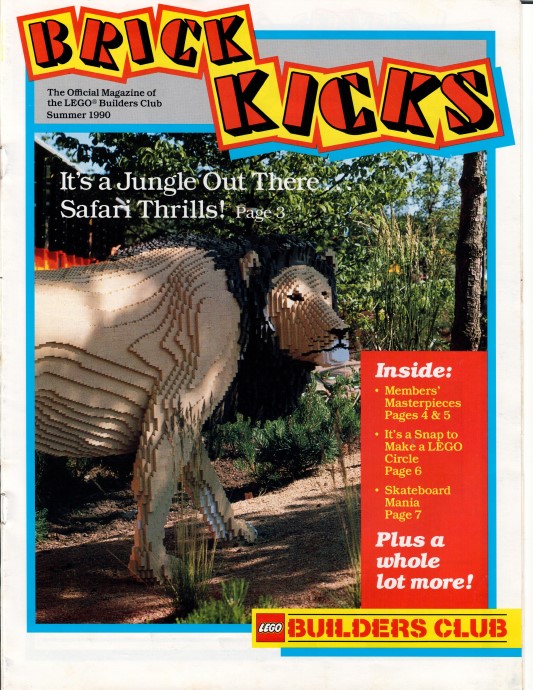 BRICK
KICKS
The Official Magazine of
the LEGO® Builders Club
Summer 1990
It's a Jungle Out There...
Safari Thrills! Page 3
Inside:
• Members'
Masterpieces
Pages 4 & 5
• It's a Snap to
Make a LEGO
Circle
Page 6
• Skateboard
Mania
Page 7
Plus a
whole
lot more!
LEGO BUILDERS CLUB